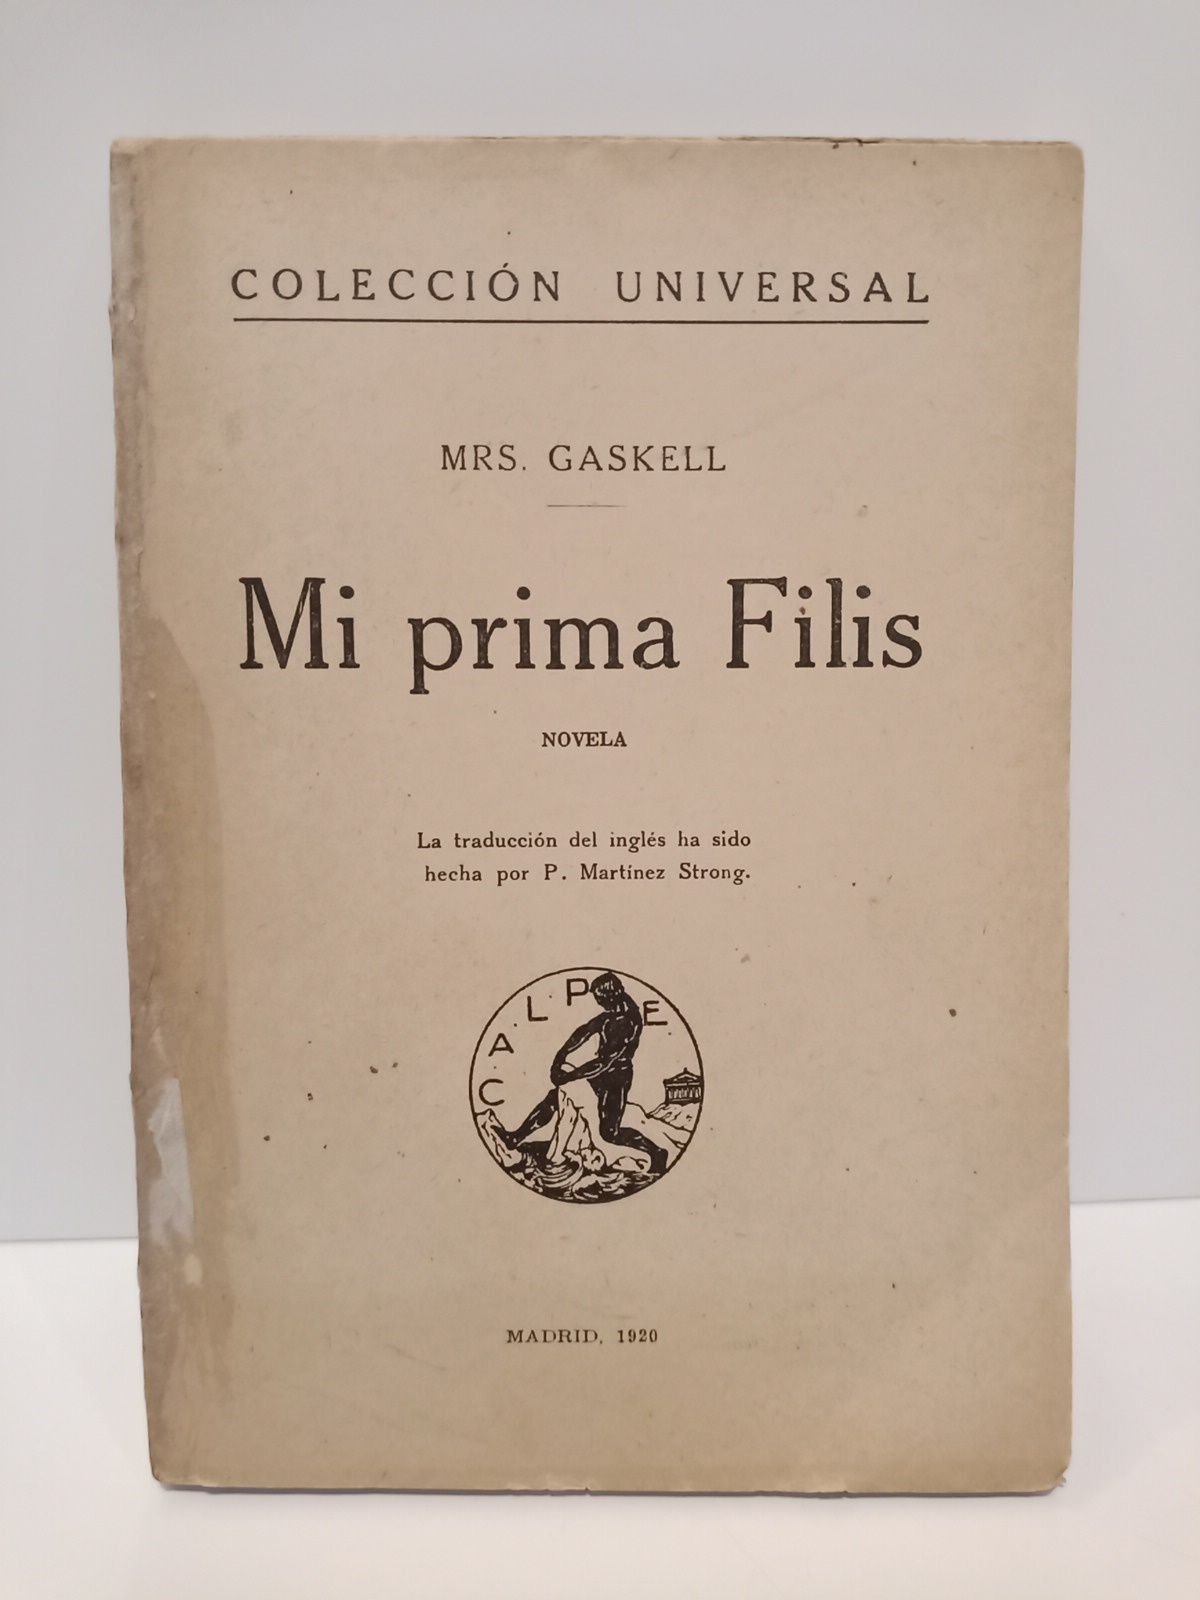 COLECCIÓN UNIVERSAL
MRS. GASKELL
Mi prima Filis
NOVELA
La traducción del inglés ha sido
hecha por P. Martínez Strong.
CALPE
MADRID, 1920